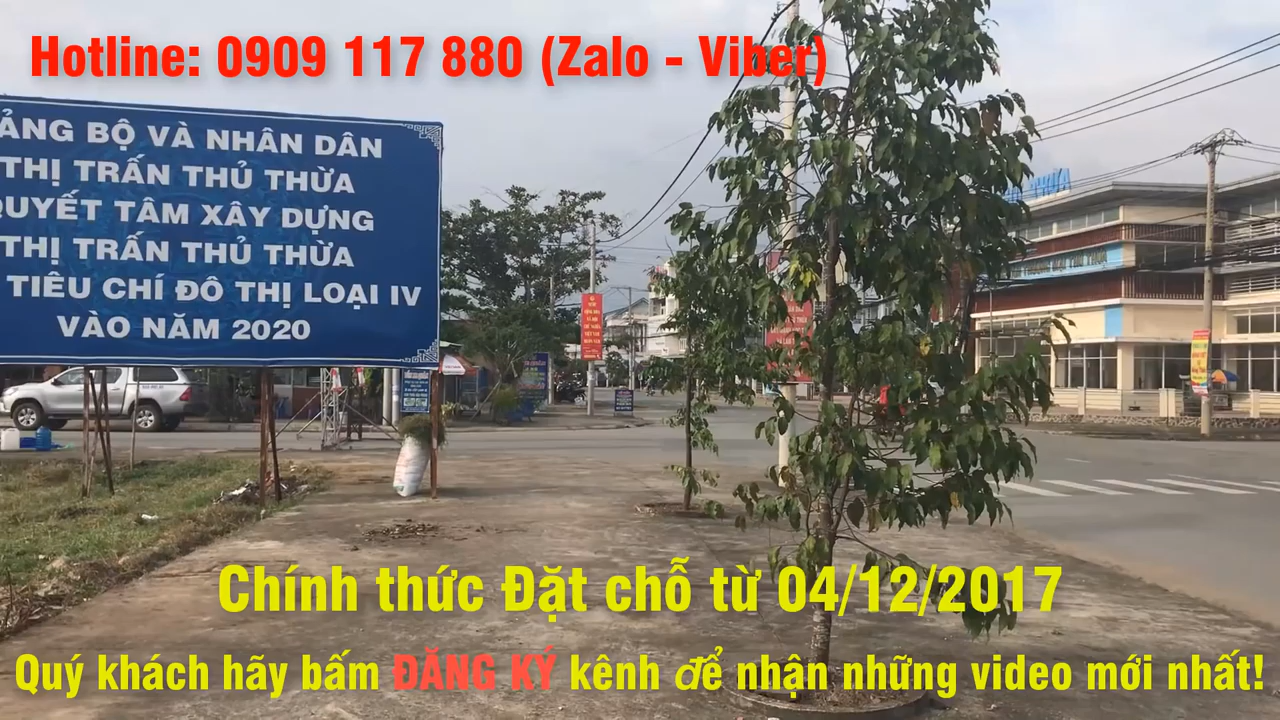 Hotline: 0909 117 880 (Zalo - Viber)
ẢNG BỘ VÀ NHÂN DÂN
THỊ TRẤN THỦ THỪA
QUYẾT TÂM XÂY DỰNG
THỊ TRẤN THỦ THỪA
TIÊU CHÍ ĐÔ THỊ LOẠI IV
VÀO NĂM 2020
THỪA
Chính thức Đặt chỗ từ 04/12/2017
Quý khách hãy bấm ĐĂNG KÝ kênh để nhận những video mới nhất!